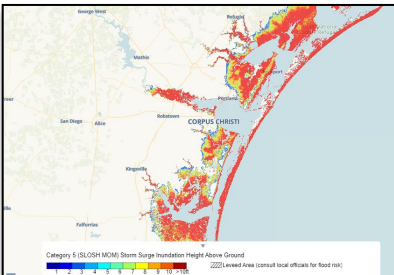 George West
Refugio
Mathis
Portland
San Diego
Alice
Robstown
CORPUS CHRISTI
Kingsville
Falfurrias
Category 5 (SLOSH MOM) Storm Surge Inundation Height Above Ground
1 2 3 4 5 6 7 8 9 10 >10ft
Leveed Area (consult local officials for flood risk)